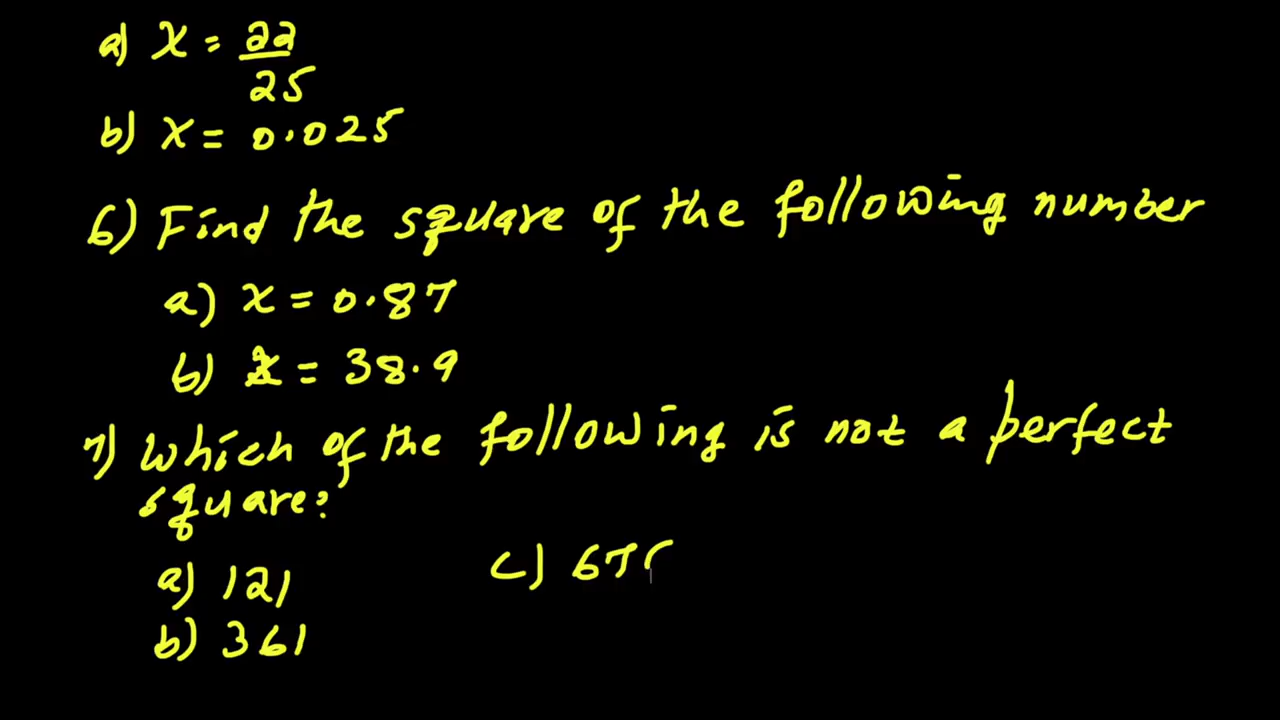 a) x = 22/25
b) x = 0.025
6) Find the square of the following number
a) x = 0.87
b) x = 38.9
7) Which of the following is not a perfect
square?
a) 121
c) 67
b) 361